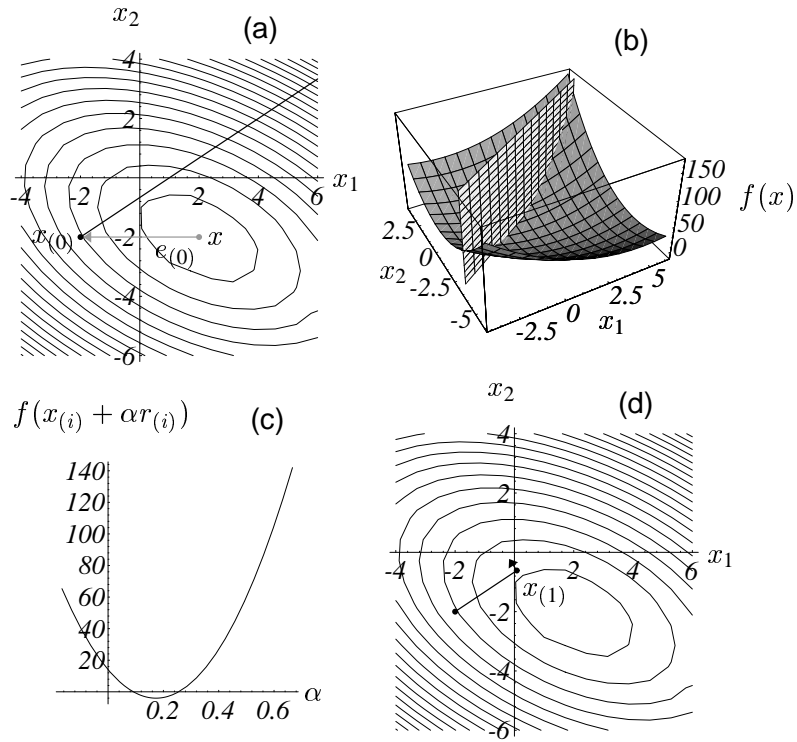 x₂
(a)
4
2
-4 -2 2 4 6 x₁
x₍₀₎ -2 e₍₀₎ x
-4
-6
(b)
150
100
50
0
f(x)
2.5
0
-2.5
-5
x₂
-2.5 0 2.5 5
x₁
f(x₍ᵢ₎ + αr₍ᵢ₎)
(c)
140
120
100
80
60
40
20
0.2 0.4 0.6 α
x₂
(d)
4
2
-4 -2 2 4 6 x₁
x₍₁₎
-2
-4
-6